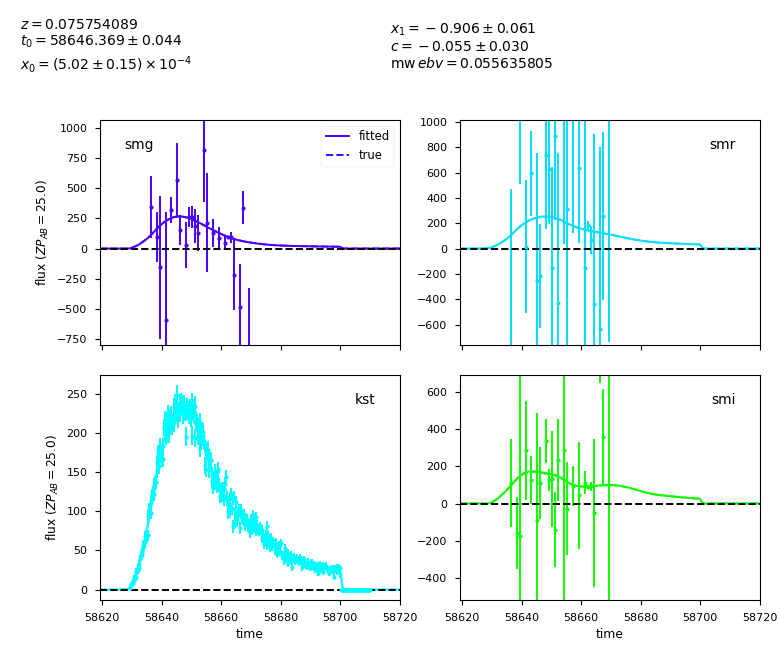 z = 0.075754089
t₀ = 58646.369 ± 0.044
x₀ = (5.02 ± 0.15) × 10⁻⁴
x₁ = −0.906 ± 0.061
c = −0.055 ± 0.030
mw ebv = 0.055635805
smg
fitted
true
flux (ZP_AB = 25.0)
1000
750
500
250
0
−250
−500
−750
smr
1000
800
600
400
200
0
−200
−400
−600
kst
flux (ZP_AB = 25.0)
250
200
150
100
50
0
58620 58640 58660 58680 58700 58720
time
smi
600
400
200
0
−200
−400
58620 58640 58660 58680 58700 58720
time